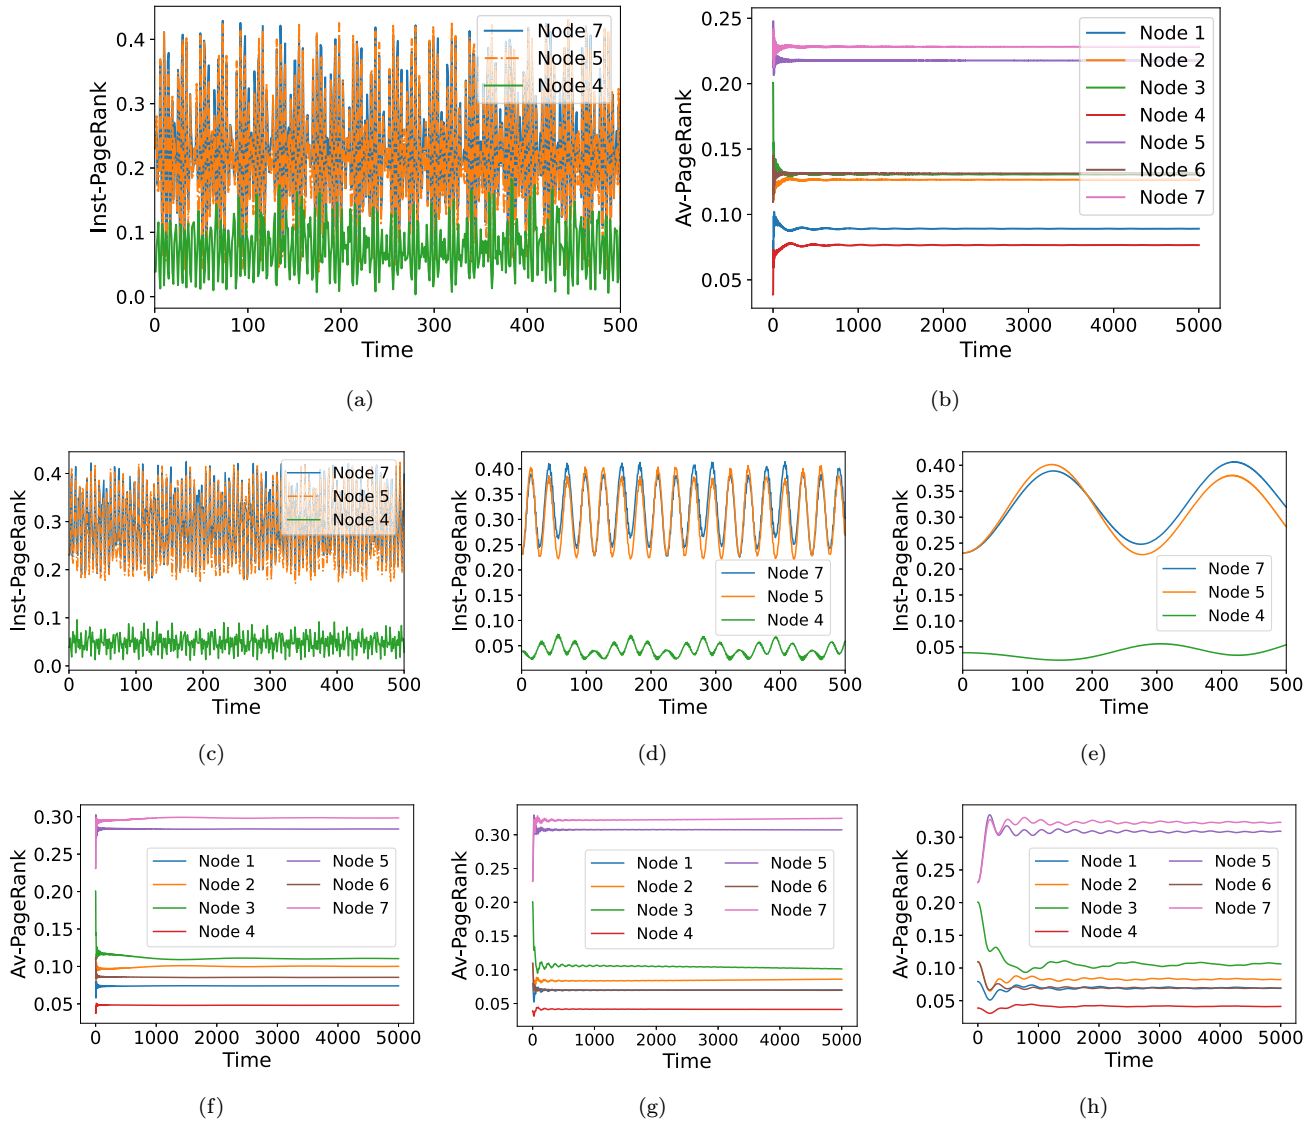 Inst-PageRank
0.4
0.3
0.2
0.1
0.0
Node 7
Node 5
Node 4
0 100 200 300 400 500
Time
(a)
Av-PageRank
0.25
0.20
0.15
0.10
0.05
Node 1
Node 2
Node 3
Node 4
Node 5
Node 6
Node 7
0 1000 2000 3000 4000 5000
Time
(b)
Inst-PageRank
0.4
0.3
0.2
0.1
0.0
Node 7
Node 5
Node 4
0 100 200 300 400 500
Time
(c)
Inst-PageRank
0.40
0.35
0.30
0.25
0.20
0.15
0.10
0.05
Node 7
Node 5
Node 4
0 100 200 300 400 500
Time
(d)
Inst-PageRank
0.40
0.35
0.30
0.25
0.20
0.15
0.10
0.05
Node 7
Node 5
Node 4
0 100 200 300 400 500
Time
(e)
Av-PageRank
0.30
0.25
0.20
0.15
0.10
0.05
Node 1 Node 5
Node 2 Node 6
Node 3 Node 7
Node 4
0 1000 2000 3000 4000 5000
Time
(f)
Av-PageRank
0.30
0.25
0.20
0.15
0.10
0.05
Node 1 Node 5
Node 2 Node 6
Node 3 Node 7
Node 4
0 1000 2000 3000 4000 5000
Time
(g)
Av-PageRank
0.30
0.25
0.20
0.15
0.10
0.05
Node 1 Node 5
Node 2 Node 6
Node 3 Node 7
Node 4
0 1000 2000 3000 4000 5000
Time
(h)